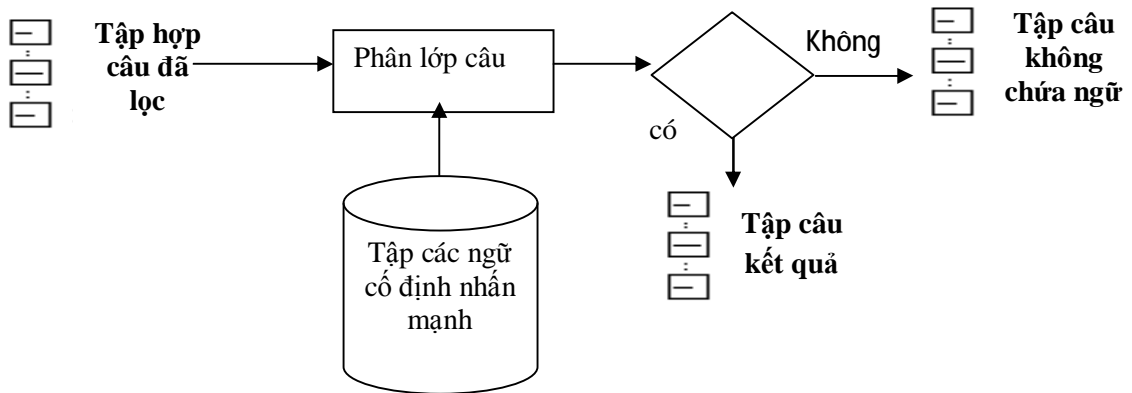 Tập hợp
câu đã
lọc
Phân lớp câu
Không
Tập câu
không
chứa ngữ
có
Tập các ngữ
cố định nhấn
mạnh
Tập câu
kết quả